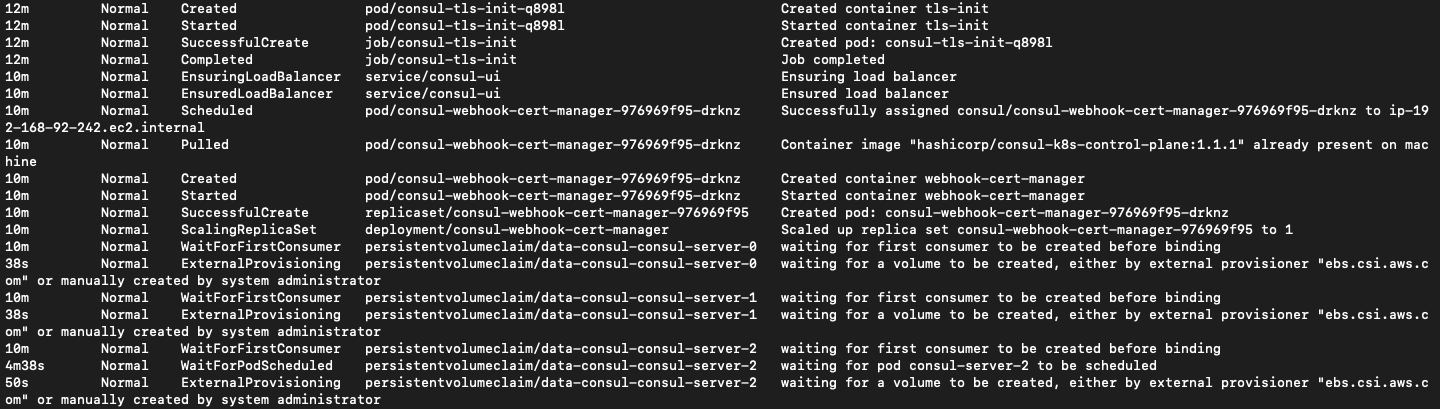 12m         Normal   Created                pod/consul-tls-init-q898l                          Created container tls-init
12m         Normal   Started                pod/consul-tls-init-q898l                          Started container tls-init
12m         Normal   SuccessfulCreate       job/consul-tls-init                                Created pod: consul-tls-init-q898l
12m         Normal   Completed              job/consul-tls-init                                Job completed
10m         Normal   EnsuringLoadBalancer   service/consul-ui                                  Ensuring load balancer
10m         Normal   EnsuredLoadBalancer    service/consul-ui                                  Ensured load balancer
10m         Normal   Scheduled              pod/consul-webhook-cert-manager-976969f95-drknz    Successfully assigned consul/consul-webhook-cert-manager-976969f95-drknz to ip-19
2-168-92-242.ec2.internal
10m         Normal   Pulled                 pod/consul-webhook-cert-manager-976969f95-drknz    Container image "hashicorp/consul-k8s-control-plane:1.1.1" already present on mac
hine
10m         Normal   Created                pod/consul-webhook-cert-manager-976969f95-drknz    Created container webhook-cert-manager
10m         Normal   Started                pod/consul-webhook-cert-manager-976969f95-drknz    Started container webhook-cert-manager
10m         Normal   SuccessfulCreate       replicaset/consul-webhook-cert-manager-976969f95   Created pod: consul-webhook-cert-manager-976969f95-drknz
10m         Normal   ScalingReplicaSet      deployment/consul-webhook-cert-manager             Scaled up replica set consul-webhook-cert-manager-976969f95 to 1
10m         Normal   WaitForFirstConsumer   persistentvolumeclaim/data-consul-consul-server-0   waiting for first consumer to be created before binding
38s         Normal   ExternalProvisioning   persistentvolumeclaim/data-consul-consul-server-0   waiting for a volume to be created, either by external provisioner "ebs.csi.aws.c
om" or manually created by system administrator
10m         Normal   WaitForFirstConsumer   persistentvolumeclaim/data-consul-consul-server-1   waiting for first consumer to be created before binding
38s         Normal   ExternalProvisioning   persistentvolumeclaim/data-consul-consul-server-1   waiting for a volume to be created, either by external provisioner "ebs.csi.aws.c
om" or manually created by system administrator
10m         Normal   WaitForFirstConsumer   persistentvolumeclaim/data-consul-consul-server-2   waiting for first consumer to be created before binding
4m38s       Normal   WaitForPodScheduled    persistentvolumeclaim/data-consul-consul-server-2   waiting for pod consul-server-2 to be scheduled
50s         Normal   ExternalProvisioning   persistentvolumeclaim/data-consul-consul-server-2   waiting for a volume to be created, either by external provisioner "ebs.csi.aws.c
om" or manually created by system administrator